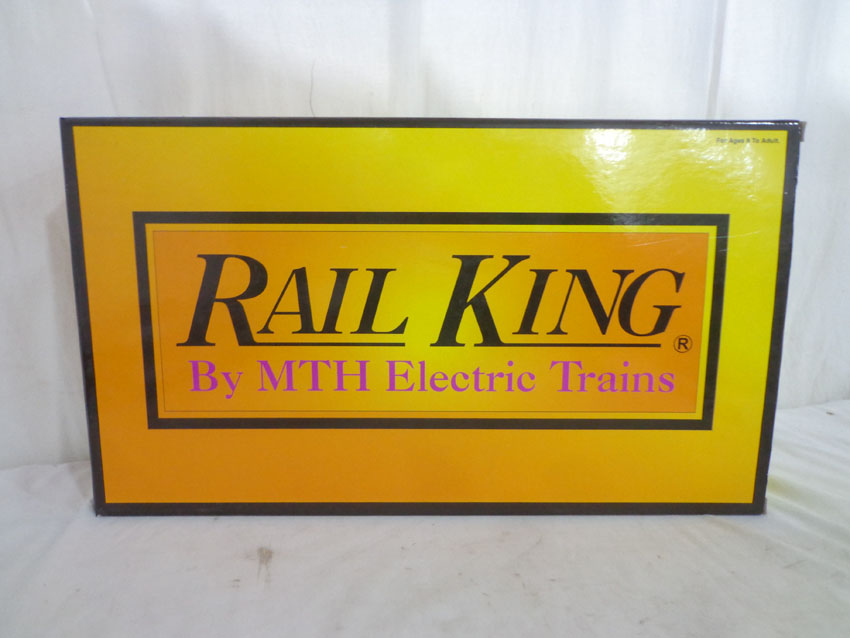 For Ages 8 To Adult.
RAIL KING®
By MTH Electric Trains